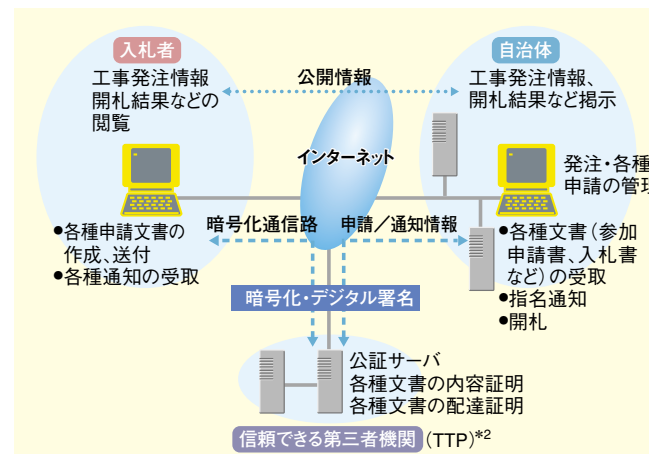 入札者
工事発注情報
開札結果などの
閲覧
公開情報
自治体
工事発注情報、
開札結果など掲示
インターネット
発注・各種
申請の管理
暗号化通信路
申請／通知情報
●各種申請文書の
作成、送付
●各種通知の受取
●各種文書（参加
申請書、入札書
など）の受取
●指名通知
●開札
暗号化・デジタル署名
公証サーバ
各種文書の内容証明
各種文書の配達証明
信頼できる第三者機関（TTP）*2